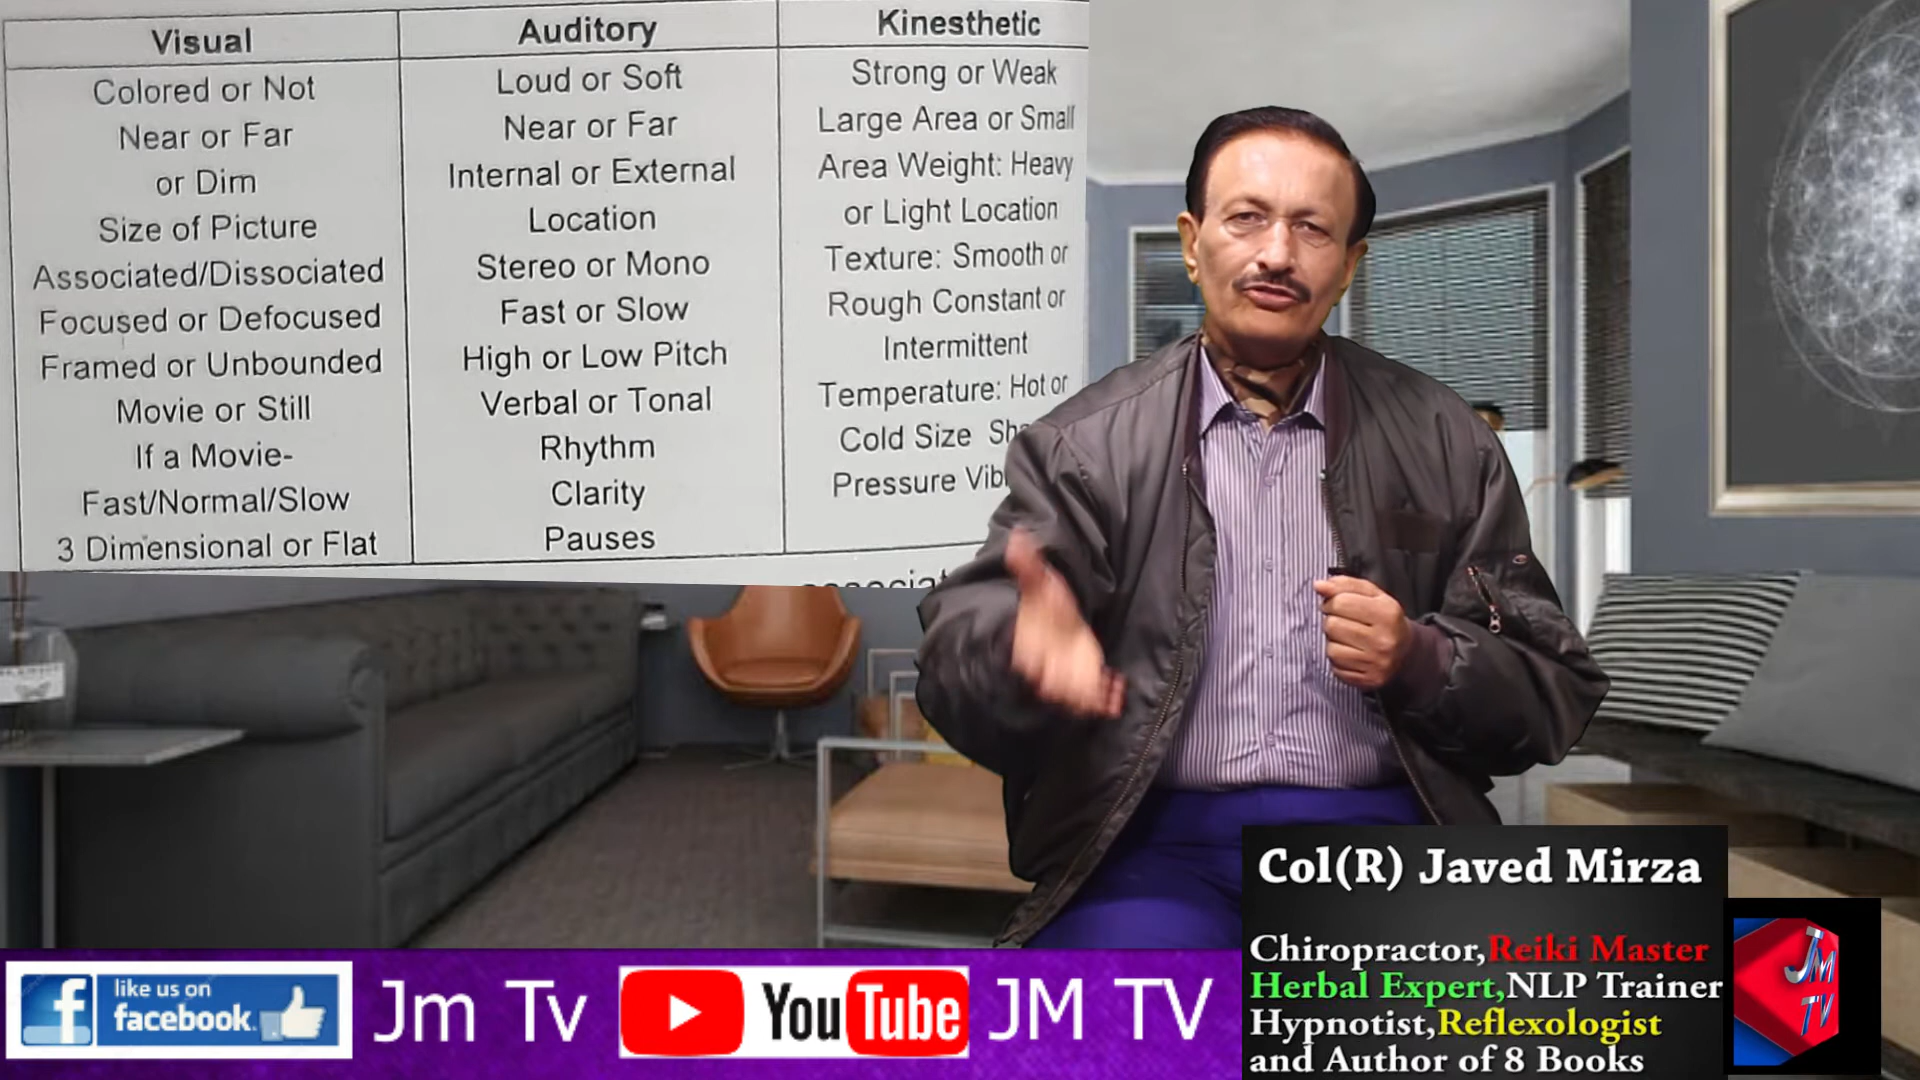 Visual
Colored or Not
Near or Far
or Dim
Size of Picture
Associated/Dissociated
Focused or Defocused
Framed or Unbounded
Movie or Still
If a Movie-
Fast/Normal/Slow
3 Dimensional or Flat
Auditory
Loud or Soft
Near or Far
Internal or External
Location
Stereo or Mono
Fast or Slow
High or Low Pitch
Verbal or Tonal
Rhythm
Clarity
Pauses
Kinesthetic
Strong or Weak
Large Area or Small
Area Weight: Heavy
or Light Location
Texture: Smooth or
Rough Constant or
Intermittent
Temperature: Hot or
Cold Size
Pressure
Col(R) Javed Mirza
Chiropractor,Reiki Master
Herbal Expert,NLP Trainer
Hypnotist,Reflexologist
and Author of 8 Books
like us on
facebook.
Jm Tv
YouTube
JM TV
JM
TV